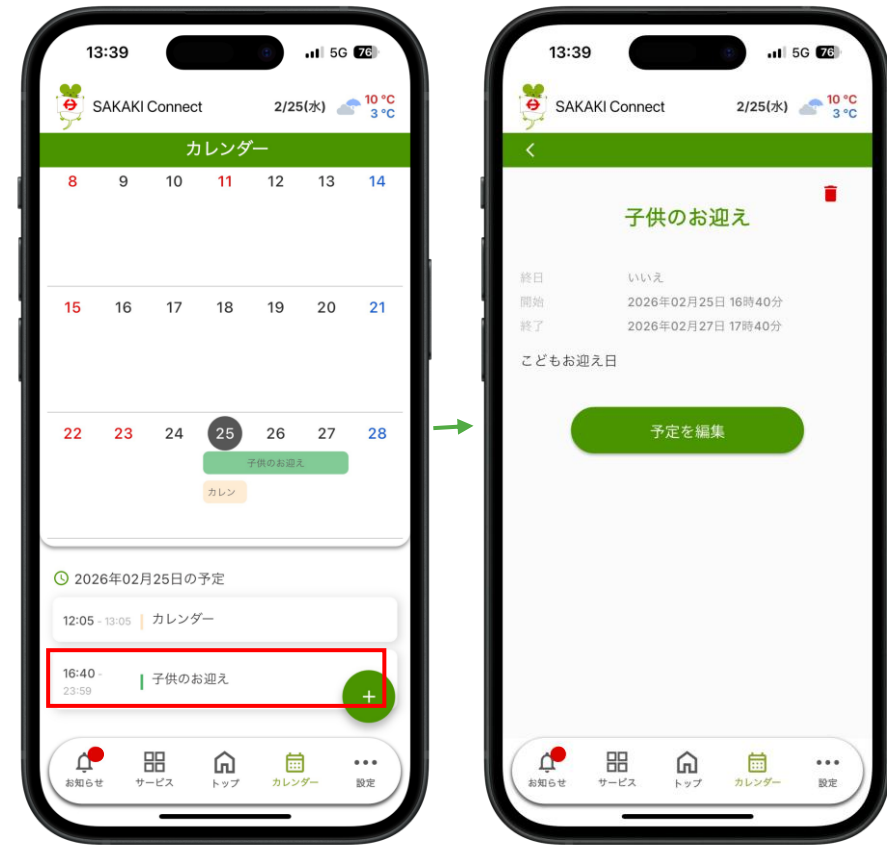 13:39
5G 76
SAKAKI Connect 2/25(水) 10 °C
3 °C
カレンダー
8 9 10 11 12 13 14
15 16 17 18 19 20 21
22 23 24 25 26 27 28
子供のお迎え
カレン
2026年02月25日の予定
12:05 - 13:05 カレンダー
16:40 -
23:59
子供のお迎え
+
お知らせ サービス トップ カレンダー 設定
13:39
5G 76
SAKAKI Connect 2/25(水) 10 °C
3 °C
子供のお迎え
終日 いいえ
開始 2026年02月25日 16時40分
終了 2026年02月27日 17時40分
こどもお迎え日
予定を編集
お知らせ サービス トップ カレンダー 設定